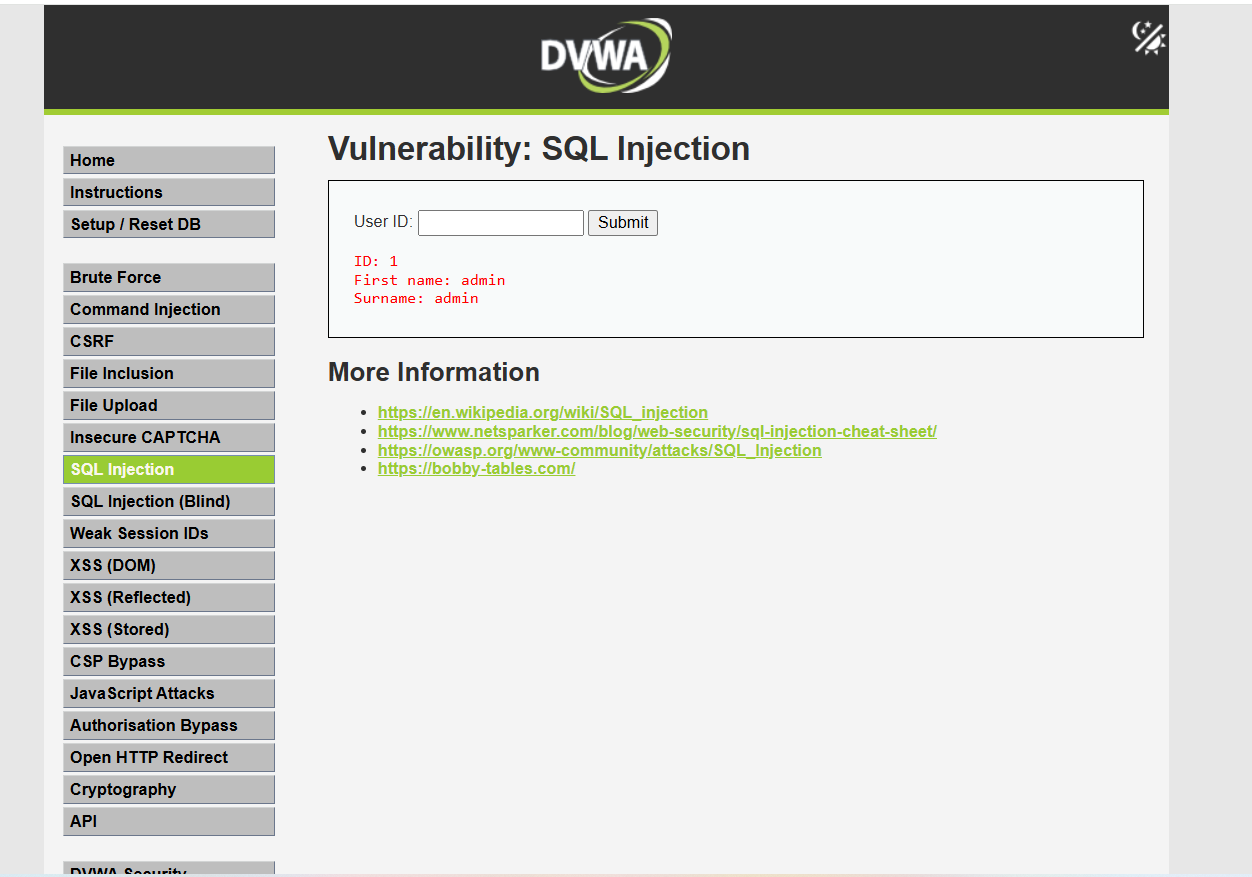 DVWA
Vulnerability: SQL Injection
Home
Instructions
Setup / Reset DB
Brute Force
Command Injection
CSRF
File Inclusion
File Upload
Insecure CAPTCHA
SQL Injection
SQL Injection (Blind)
Weak Session IDs
XSS (DOM)
XSS (Reflected)
XSS (Stored)
CSP Bypass
JavaScript Attacks
Authorisation Bypass
Open HTTP Redirect
Cryptography
API
DVWA Security
User ID: Submit
ID: 1
First name: admin
Surname: admin
More Information
https://en.wikipedia.org/wiki/SQL_injection
https://www.netsparker.com/blog/web-security/sql-injection-cheat-sheet/
https://owasp.org/www-community/attacks/SQL_Injection
https://bobby-tables.com/